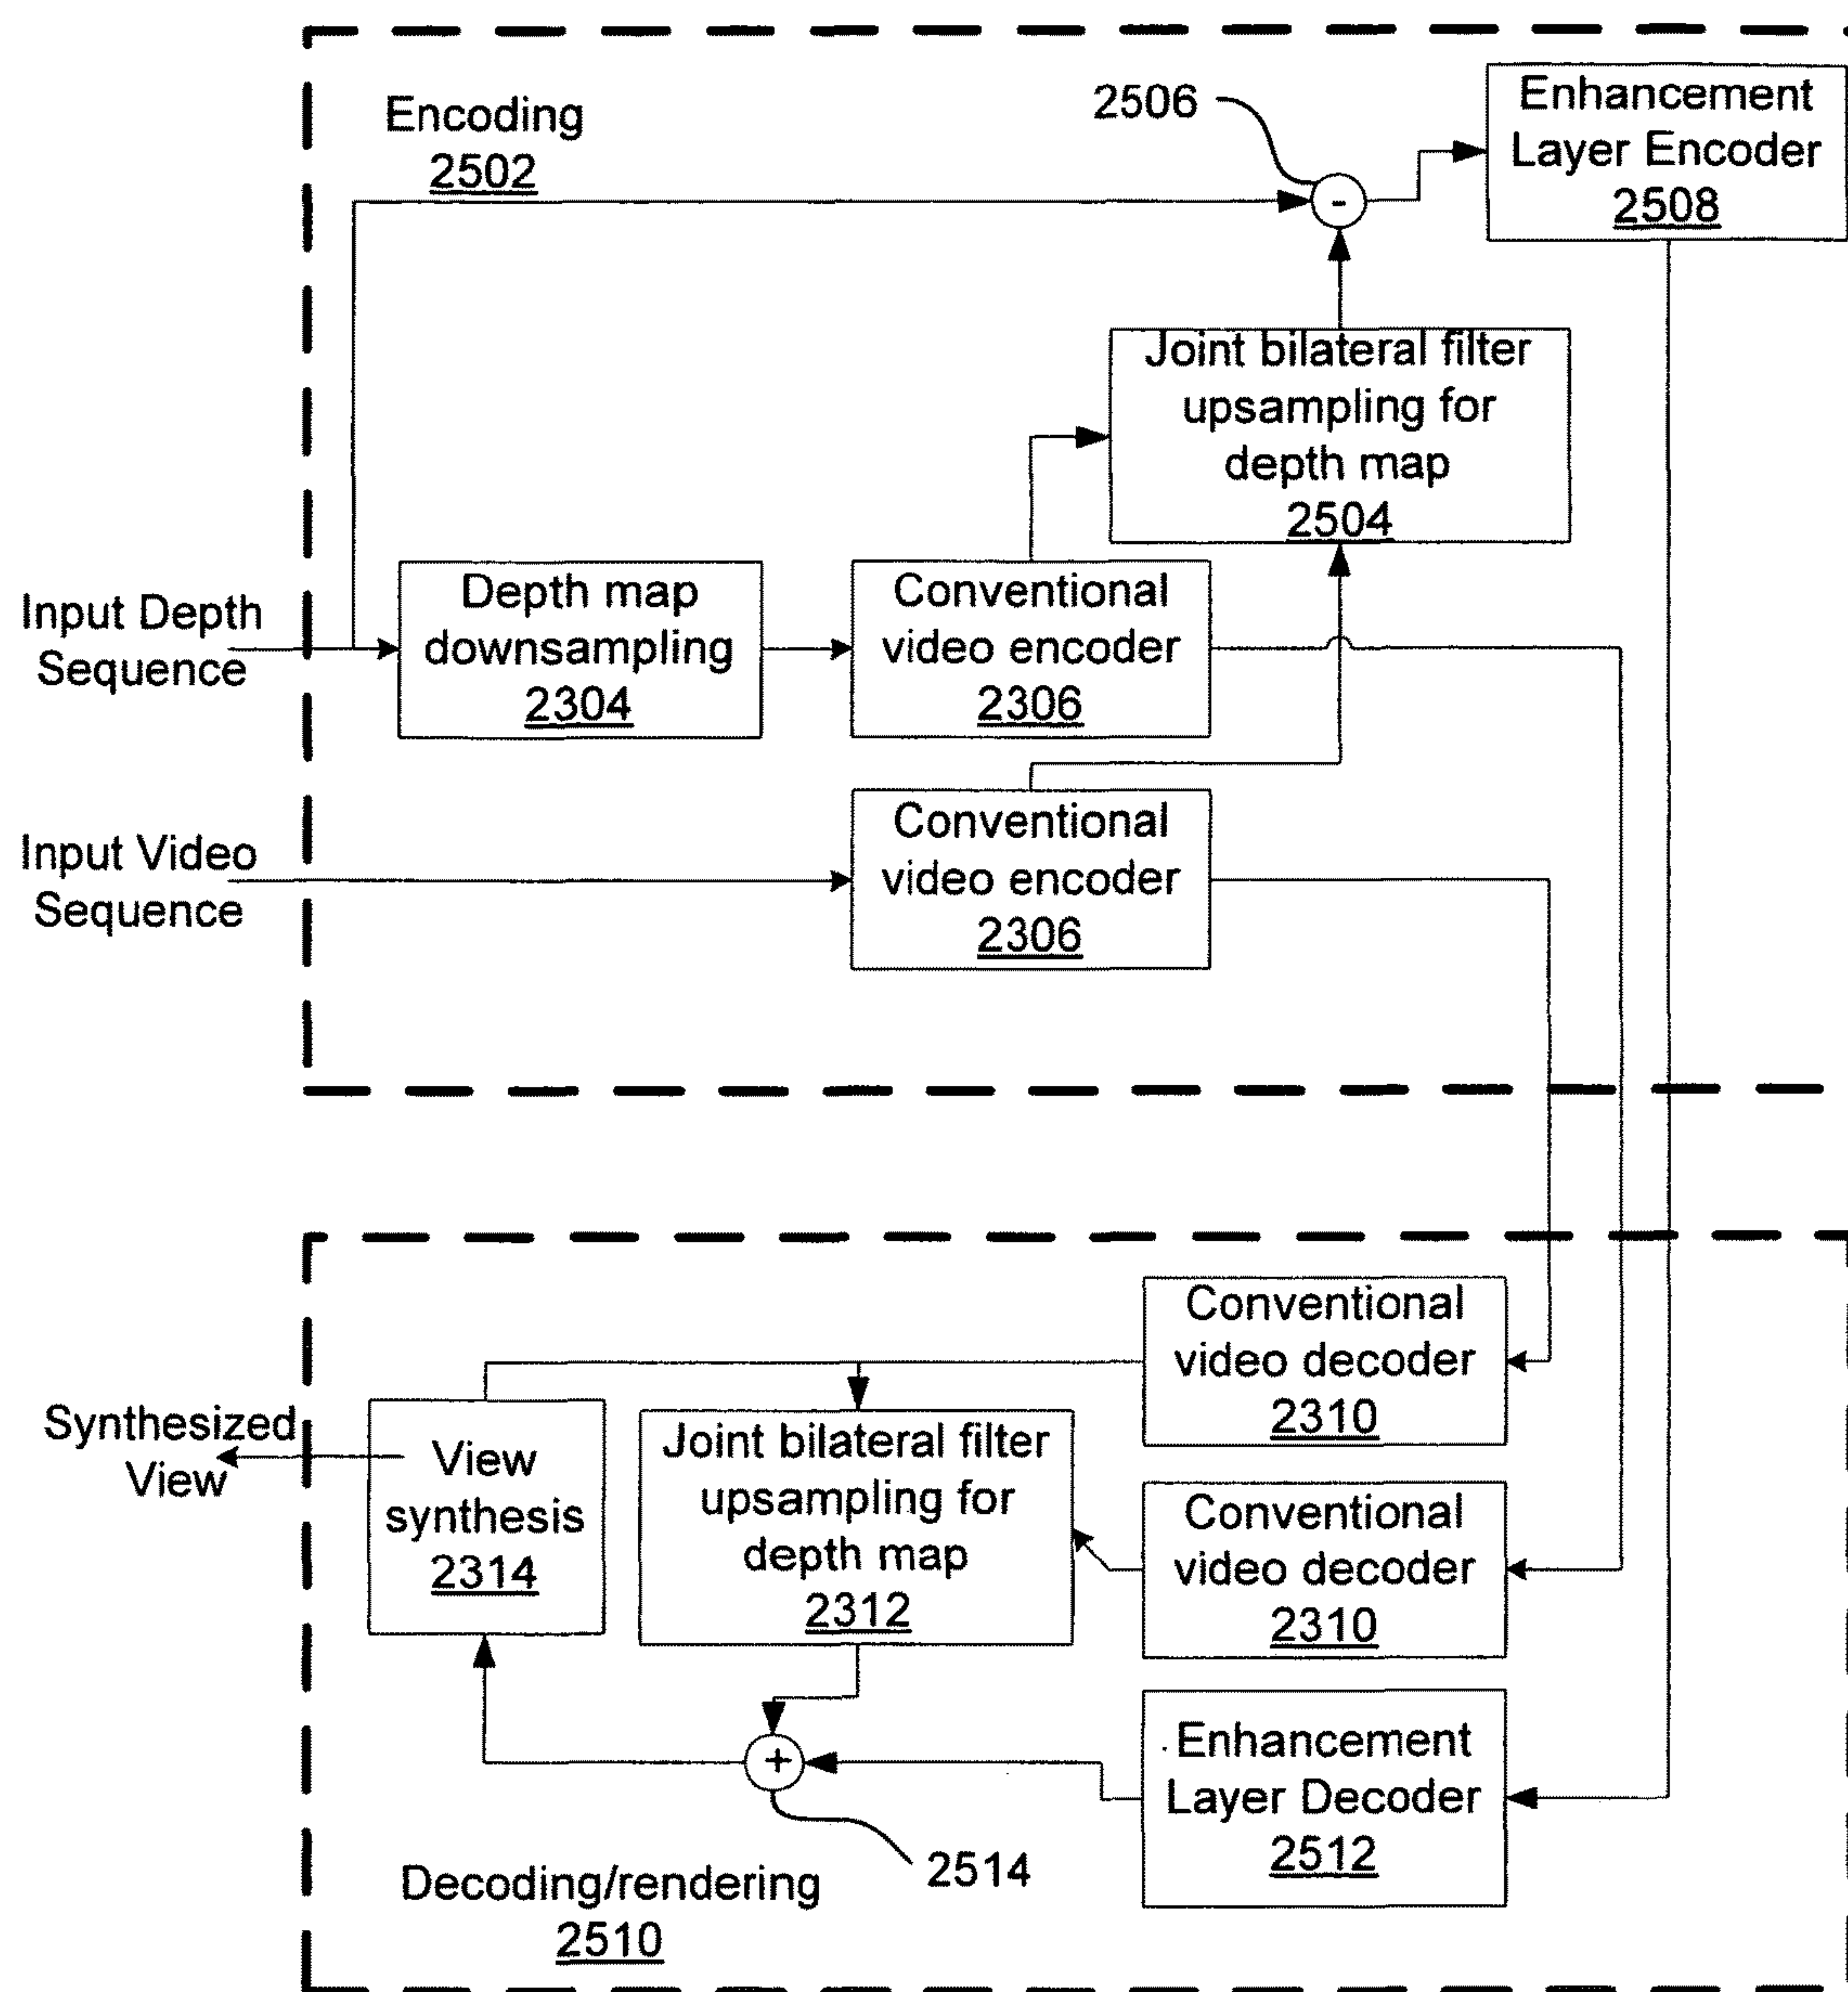 Encoding
2502
2506
-
Enhancement
Layer Encoder
2508
Joint bilateral filter
upsampling for
depth map
2504
Input Depth
Sequence
Depth map
downsampling
2304
Conventional
video encoder
2306
Input Video
Sequence
Conventional
video encoder
2306
Conventional
video decoder
2310
Synthesized
View
View
synthesis
2314
Joint bilateral filter
upsampling for
depth map
2312
Conventional
video decoder
2310
+
2514
Enhancement
Layer Decoder
2512
Decoding/rendering
2510